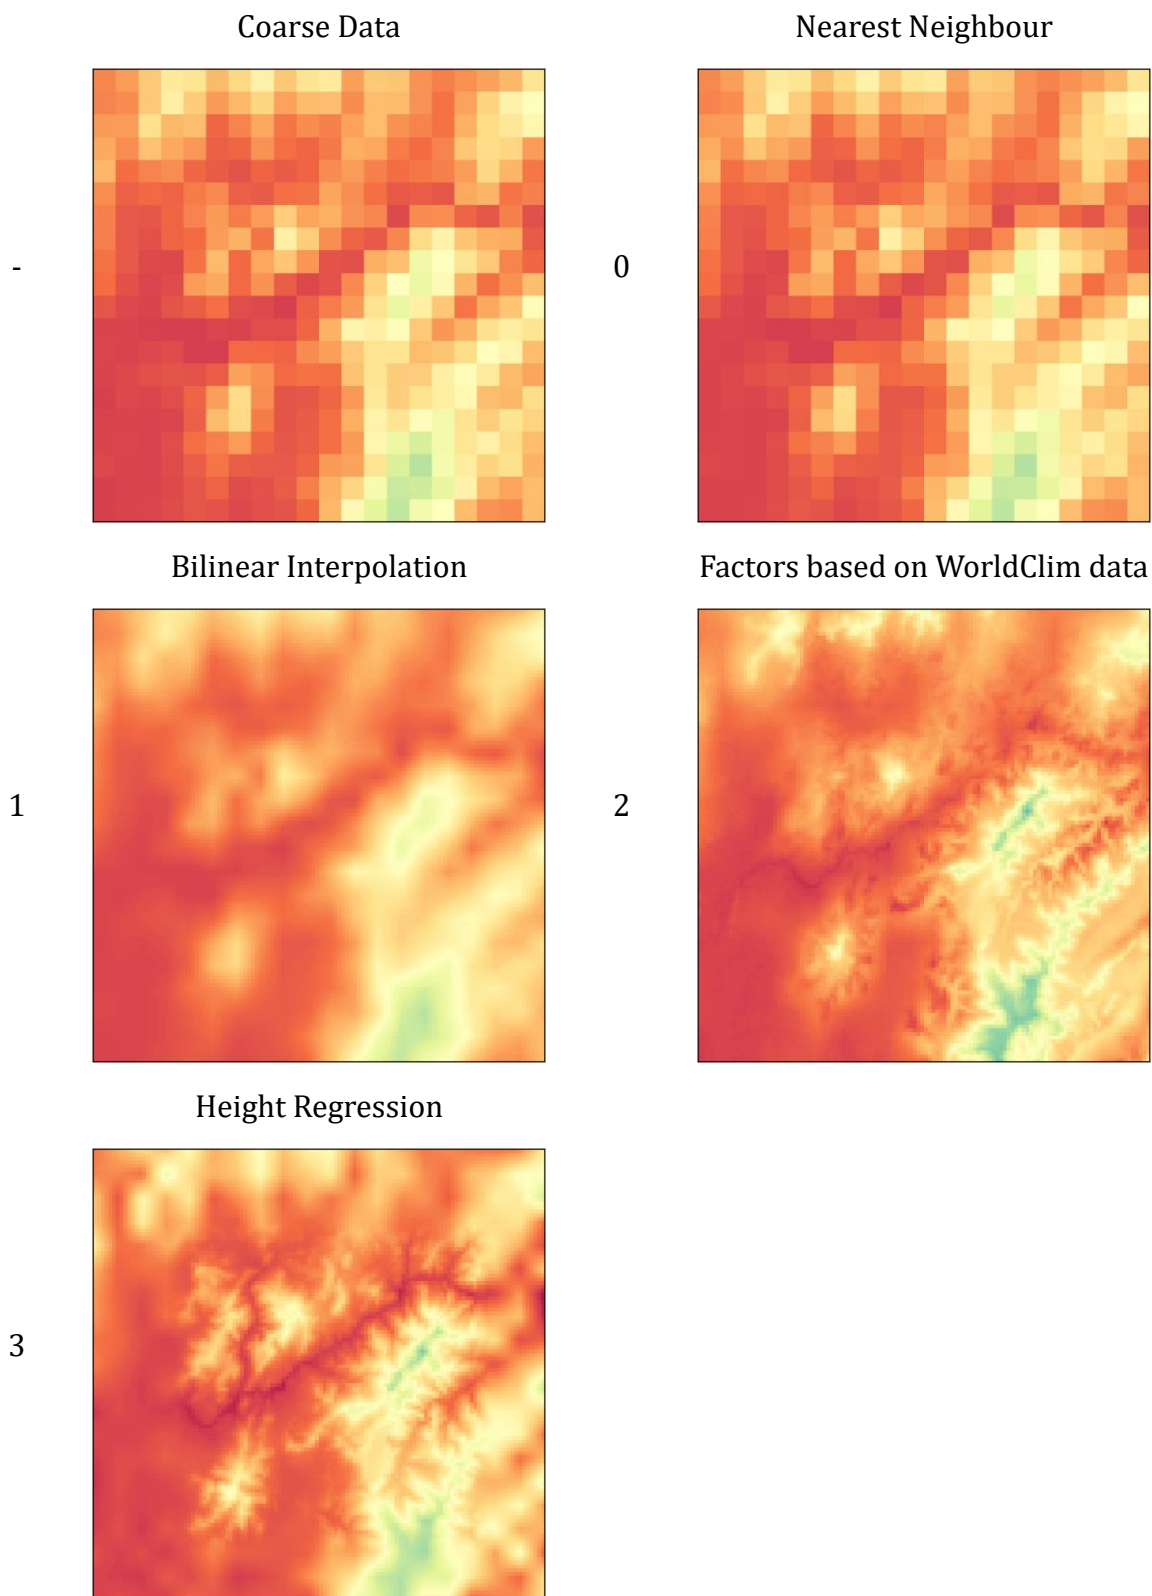 Coarse Data
Nearest Neighbour
-
0
Bilinear Interpolation
Factors based on WorldClim data
1
2
Height Regression
3